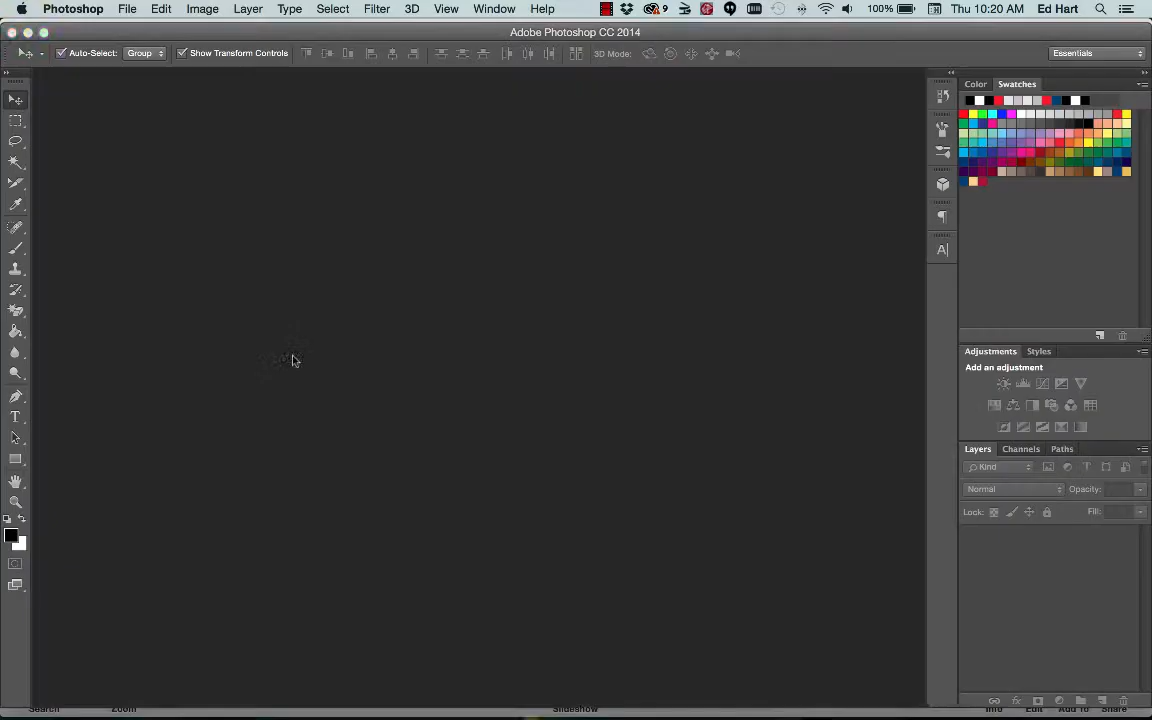 Photoshop File Edit Image Layer Type Select Filter 3D View Window Help 9 100% Thu 10:20 AM Ed Hart
Adobe Photoshop CC 2014
Auto-Select: Group Show Transform Controls 3D Mode: Essentials
Color Swatches
Adjustments Styles
Add an adjustment
Layers Channels Paths
Kind
Normal Opacity:
Lock: Fill:
Search Zoom Slideshow Info Edit Add To Share